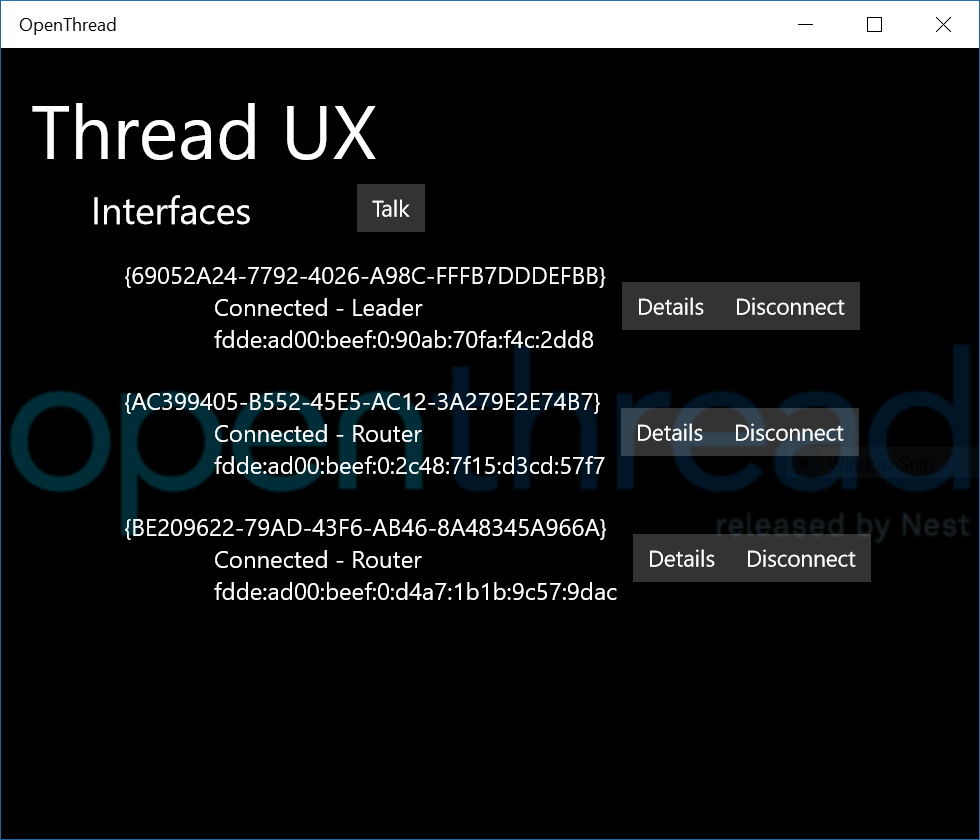 OpenThread
Thread UX
Interfaces
Talk
{69052A24-7792-4026-A98C-FFFB7DDDEFBB}
Connected - Leader
fdde:ad00:beef:0:90ab:70fa:f4c:2dd8
Details
Disconnect
{AC399405-B552-45E5-AC12-3A279E2E74B7}
Connected - Router
fdde:ad00:beef:0:2c48:7f15:d3cd:57f7
Details
Disconnect
{BE209622-79AD-43F6-AB46-8A48345A966A}
Connected - Router
fdde:ad00:beef:0:d4a7:1b1b:9c57:9dac
Details
Disconnect
openthread
Window Snip
released by Nest